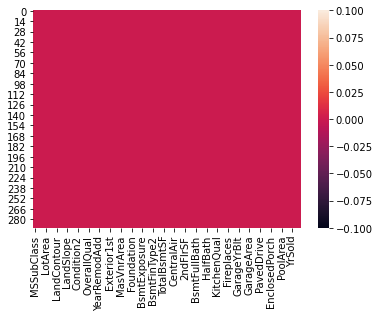 0
14
28
42
56
70
84
98
112
126
140
154
168
182
196
210
224
238
252
266
280
MSSubClass
LotArea
LandContour
LandSlope
Condition2
OverallQual
YearRemodAdd
Exterior1st
MasVnrArea
Foundation
BsmtExposure
BsmtFinType2
TotalBsmtSF
CentralAir
2ndFlrSF
BsmtFullBath
HalfBath
KitchenQual
Fireplaces
GarageYrBlt
GarageArea
PavedDrive
EnclosedPorch
PoolArea
YrSold
0.100
0.075
0.050
0.025
0.000
-0.025
-0.050
-0.075
-0.100